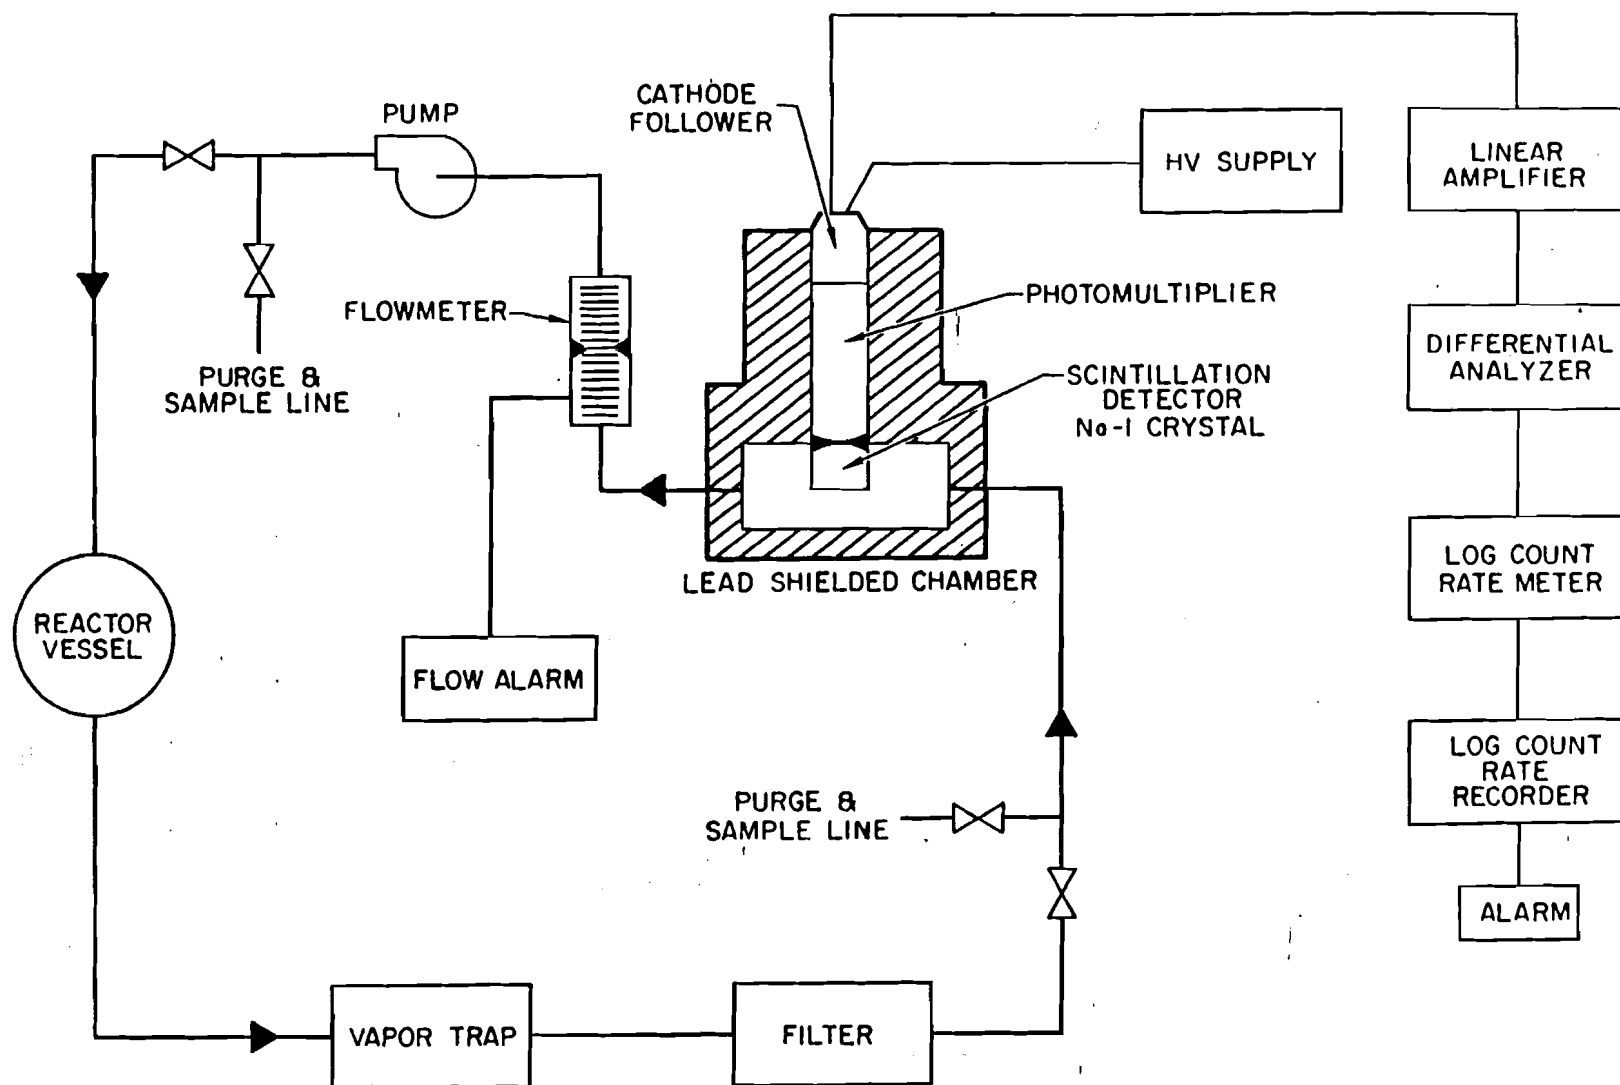 CATHODE
FOLLOWER
PUMP
HV SUPPLY
LINEAR
AMPLIFIER
FLOWMETER
PHOTOMULTIPLIER
PURGE &
SAMPLE LINE
SCINTILLATION
DETECTOR
Na-I CRYSTAL
DIFFERENTIAL
ANALYZER
LEAD SHIELDED CHAMBER
LOG COUNT
RATE METER
REACTOR
VESSEL
FLOW ALARM
LOG COUNT
RATE
RECORDER
PURGE &
SAMPLE LINE
ALARM
VAPOR TRAP
FILTER